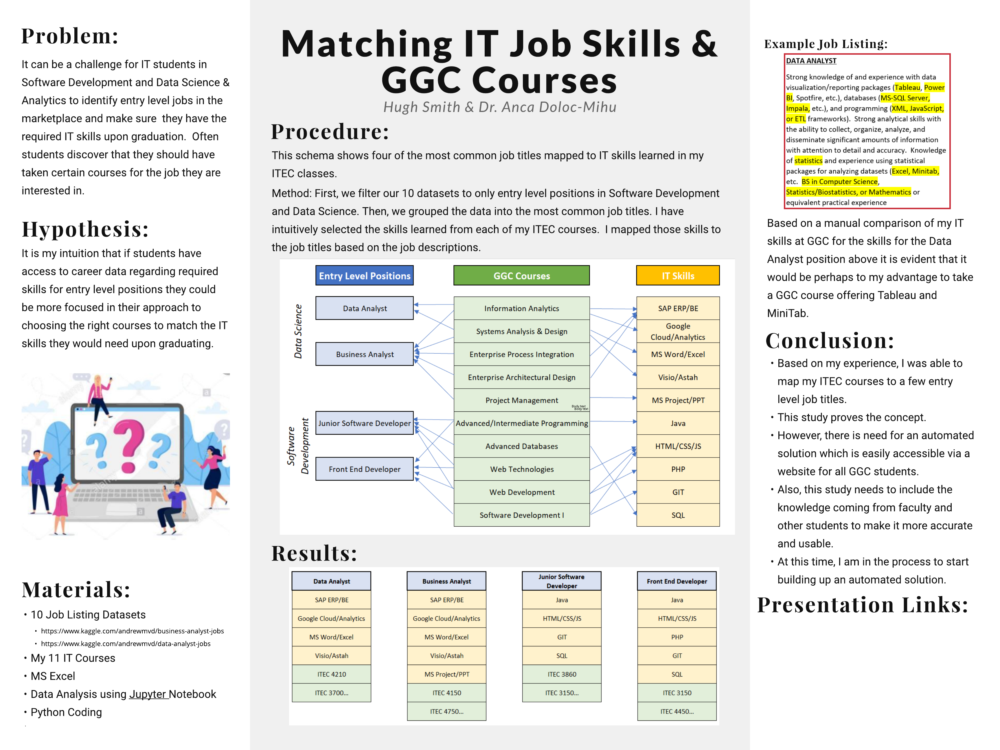 Problem:
It can be a challenge for IT students in
Software Development and Data Science &
Analytics to identify entry level jobs in the
marketplace and make sure  they have the
required IT skills upon graduation.  Often
students discover that they should have
taken certain courses for the job they are
interested in.
Hypothesis:
It is my intuition that if students have
access to career data regarding required
skills for entry level positions they could
be more focused in their approach to
choosing the right courses to match the IT
skills they would need upon graduating.
alamy
a
a
a
alamy
a
a
alamy
Materials:
• 10 Job Listing Datasets
• https://www.kaggle.com/andrewmvd/business-analyst-jobs
• https://www.kaggle.com/andrewmvd/data-analyst-jobs
• My 11 IT Courses
• MS Excel
• Data Analysis using Jupyter Notebook
• Python Coding
Matching IT Job Skills &
GGC Courses
Hugh Smith & Dr. Anca Doloc-Mihu
Procedure:
This schema shows four of the most common job titles mapped to IT skills learned in my
ITEC classes.
Method: First, we filter our 10 datasets to only entry level positions in Software Development
and Data Science. Then, we grouped the data into the most common job titles. I have
intuitively selected the skills learned from each of my ITEC courses.  I mapped those skills to
the job titles based on the job descriptions.
Entry Level Positions
Data Science
Data Analyst
Business Analyst
Software
Development
Junior Software Developer
Front End Developer
GGC Courses
Information Analytics
Systems Analysis & Design
Enterprise Process Integration
Enterprise Architectural Design
Project Management
Body text
Body text
Advanced/Intermediate Programming
Advanced Databases
Web Technologies
Web Development
Software Development I
IT Skills
SAP ERP/BE
Google
Cloud/Analytics
MS Word/Excel
Visio/Astah
MS Project/PPT
Java
HTML/CSS/JS
PHP
GIT
SQL
Results:
Data Analyst
SAP ERP/BE
Google Cloud/Analytics
MS Word/Excel
Visio/Astah
ITEC 4210
ITEC 3700...
Business Analyst
SAP ERP/BE
Google Cloud/Analytics
MS Word/Excel
Visio/Astah
MS Project/PPT
ITEC 4150
ITEC 4750...
Junior Software
Developer
Java
HTML/CSS/JS
GIT
SQL
ITEC 3860
ITEC 3150...
Front End Developer
Java
HTML/CSS/JS
PHP
GIT
SQL
ITEC 3150
ITEC 4450...
Example Job Listing:
DATA ANALYST
Strong knowledge of and experience with data
visualization/reporting packages (Tableau, Power
BI, Spotfire, etc.), databases (MS-SQL Server,
Impala, etc.), and programming (XML, JavaScript,
or ETL frameworks).  Strong analytical skills with
the ability to collect, organize, analyze, and
disseminate significant amounts of information
with attention to detail and accuracy.  Knowledge
of statistics and experience using statistical
packages for analyzing datasets (Excel, Minitab,
etc.  BS in Computer Science,
Statistics/Biostatistics, or Mathematics or
equivalent practical experience
Based on a manual comparison of my IT
skills at GGC for the skills for the Data
Analyst position above it is evident that it
would be perhaps to my advantage to take
a GGC course offering Tableau and
MiniTab.
Conclusion:
• Based on my experience, I was able to
map my ITEC courses to a few entry
level job titles.
• This study proves the concept.
• However, there is need for an automated
solution which is easily accessible via a
website for all GGC students.
• Also, this study needs to include the
knowledge coming from faculty and
other students to make it more accurate
and usable.
• At this time, I am in the process to start
building up an automated solution.
Presentation Links: